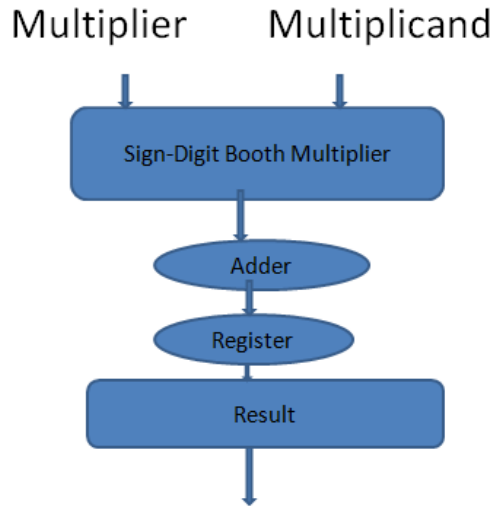 Multiplier Multiplicand
Sign-Digit Booth Multiplier
Adder
Register
Result